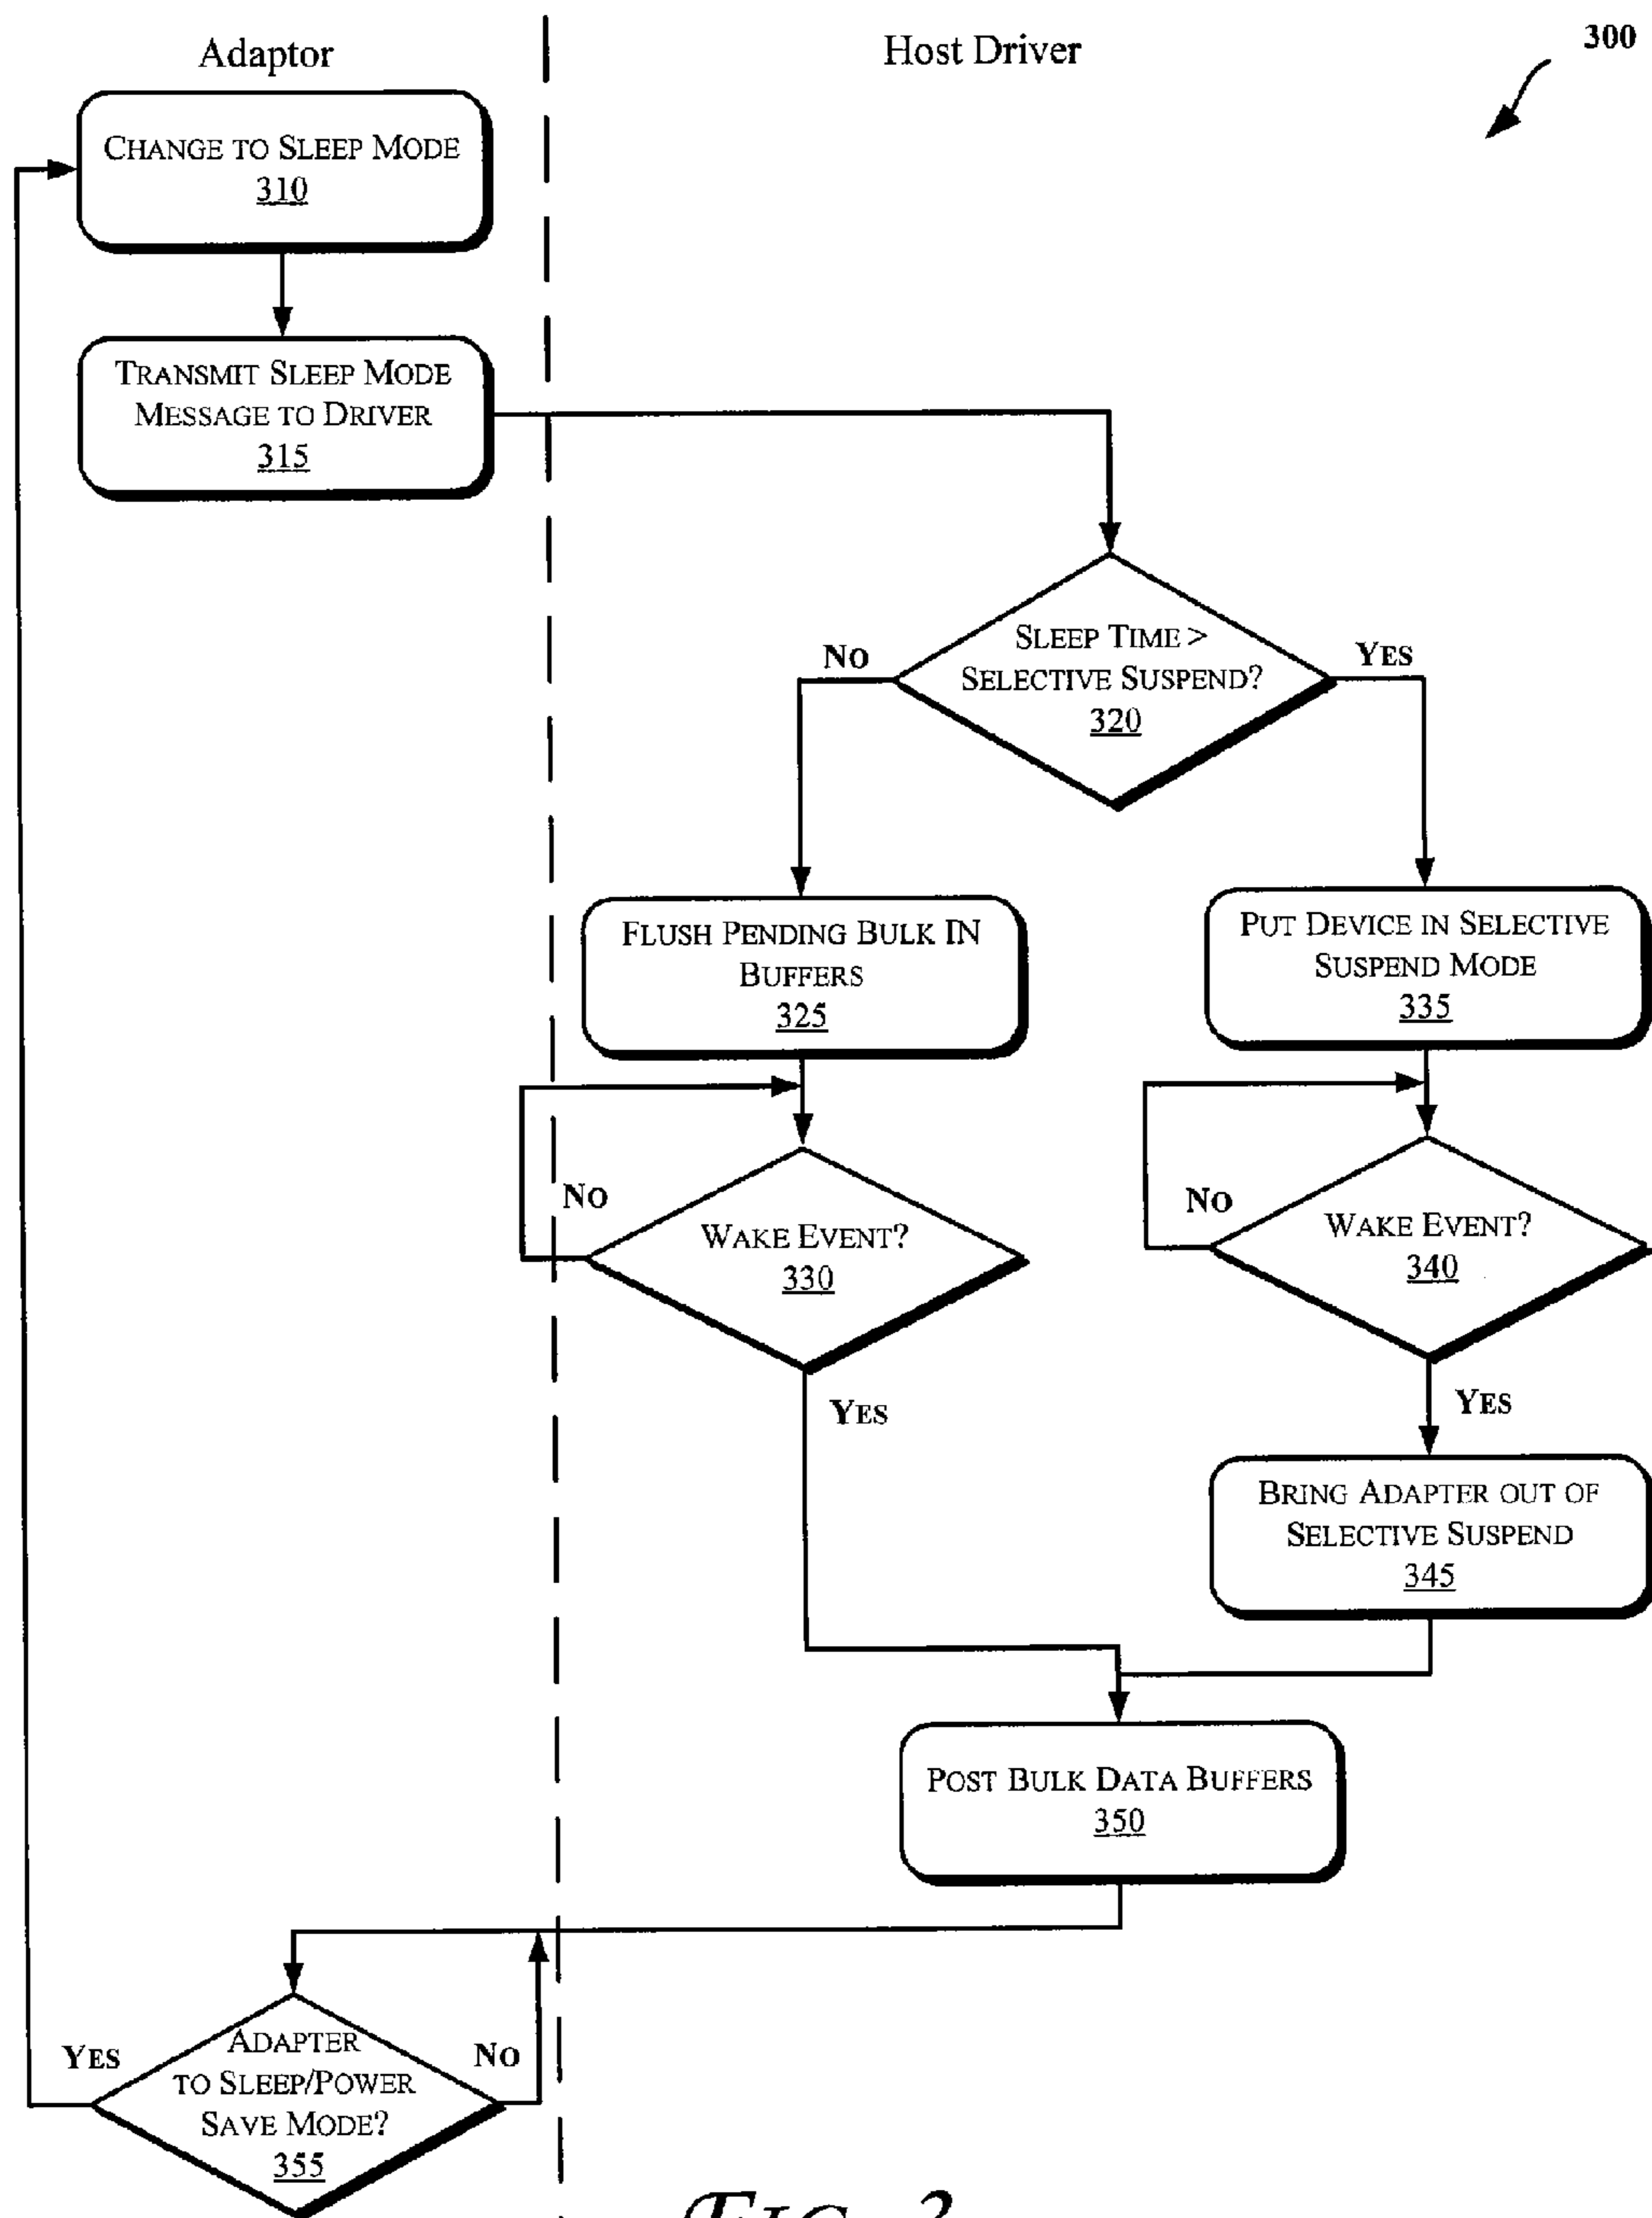 Adaptor
Host Driver
300
CHANGE TO SLEEP MODE
310
TRANSMIT SLEEP MODE
MESSAGE TO DRIVER
315
SLEEP TIME >
SELECTIVE SUSPEND?
320
NO
YES
FLUSH PENDING BULK IN
BUFFERS
325
PUT DEVICE IN SELECTIVE
SUSPEND MODE
335
NO
WAKE EVENT?
330
YES
NO
WAKE EVENT?
340
YES
BRING ADAPTER OUT OF
SELECTIVE SUSPEND
345
POST BULK DATA BUFFERS
350
YES
ADAPTER
TO SLEEP/POWER
SAVE MODE?
355
NO
FIG. 3